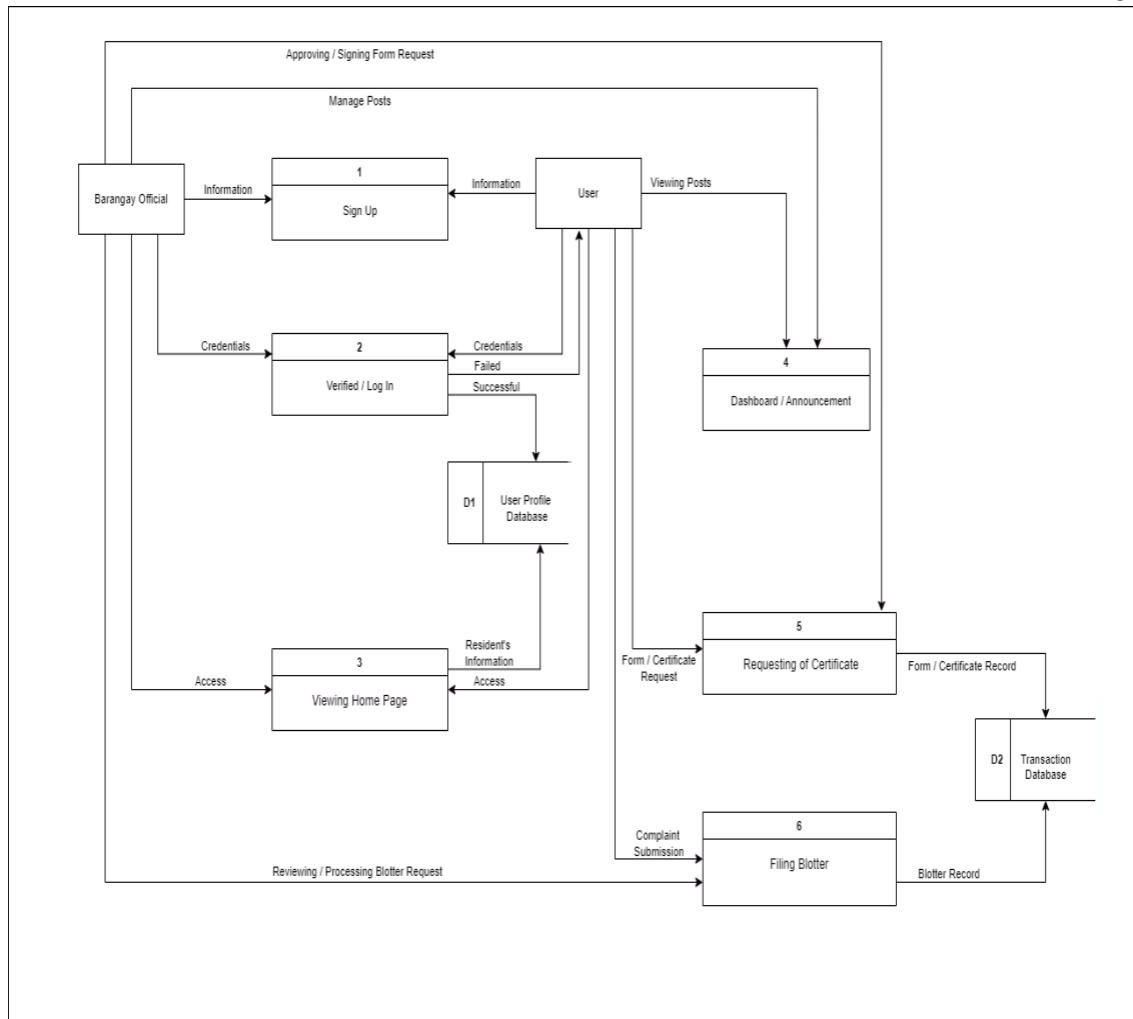 Approving / Signing Form Request
Manage Posts
Barangay Official
Information
1
Sign Up
Information
User
Viewing Posts
Credentials
2
Verified / Log In
Credentials
Failed
Successful
4
Dashboard / Announcement
D1
User Profile
Database
Access
3
Viewing Home Page
Resident's
Information
Access
Form / Certificate
Request
5
Requesting of Certificate
Form / Certificate Record
D2
Transaction
Database
Complaint
Submission
6
Filing Blotter
Reviewing / Processing Blotter Request
Blotter Record